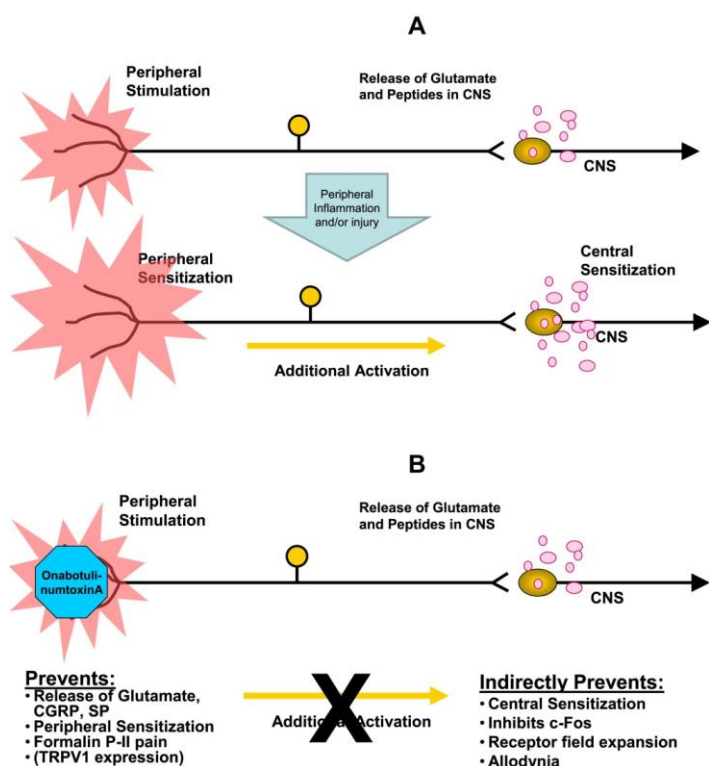 A
Peripheral
Stimulation
Release of Glutamate
and Peptides in CNS
CNS
Peripheral
Inflammation
and/or injury
Peripheral
Sensitization
Central
Sensitization
CNS
Additional Activation
B
Peripheral
Stimulation
Release of Glutamate
and Peptides in CNS
Onabotuli-
numtoxinA
CNS
Prevents:
• Release of Glutamate,
CGRP, SP
• Peripheral Sensitization
• Formalin P-II pain
• (TRPV1 expression)
X
Additional Activation
Indirectly Prevents:
• Central Sensitization
• Inhibits c-Fos
• Receptor field expansion
• Allodynia